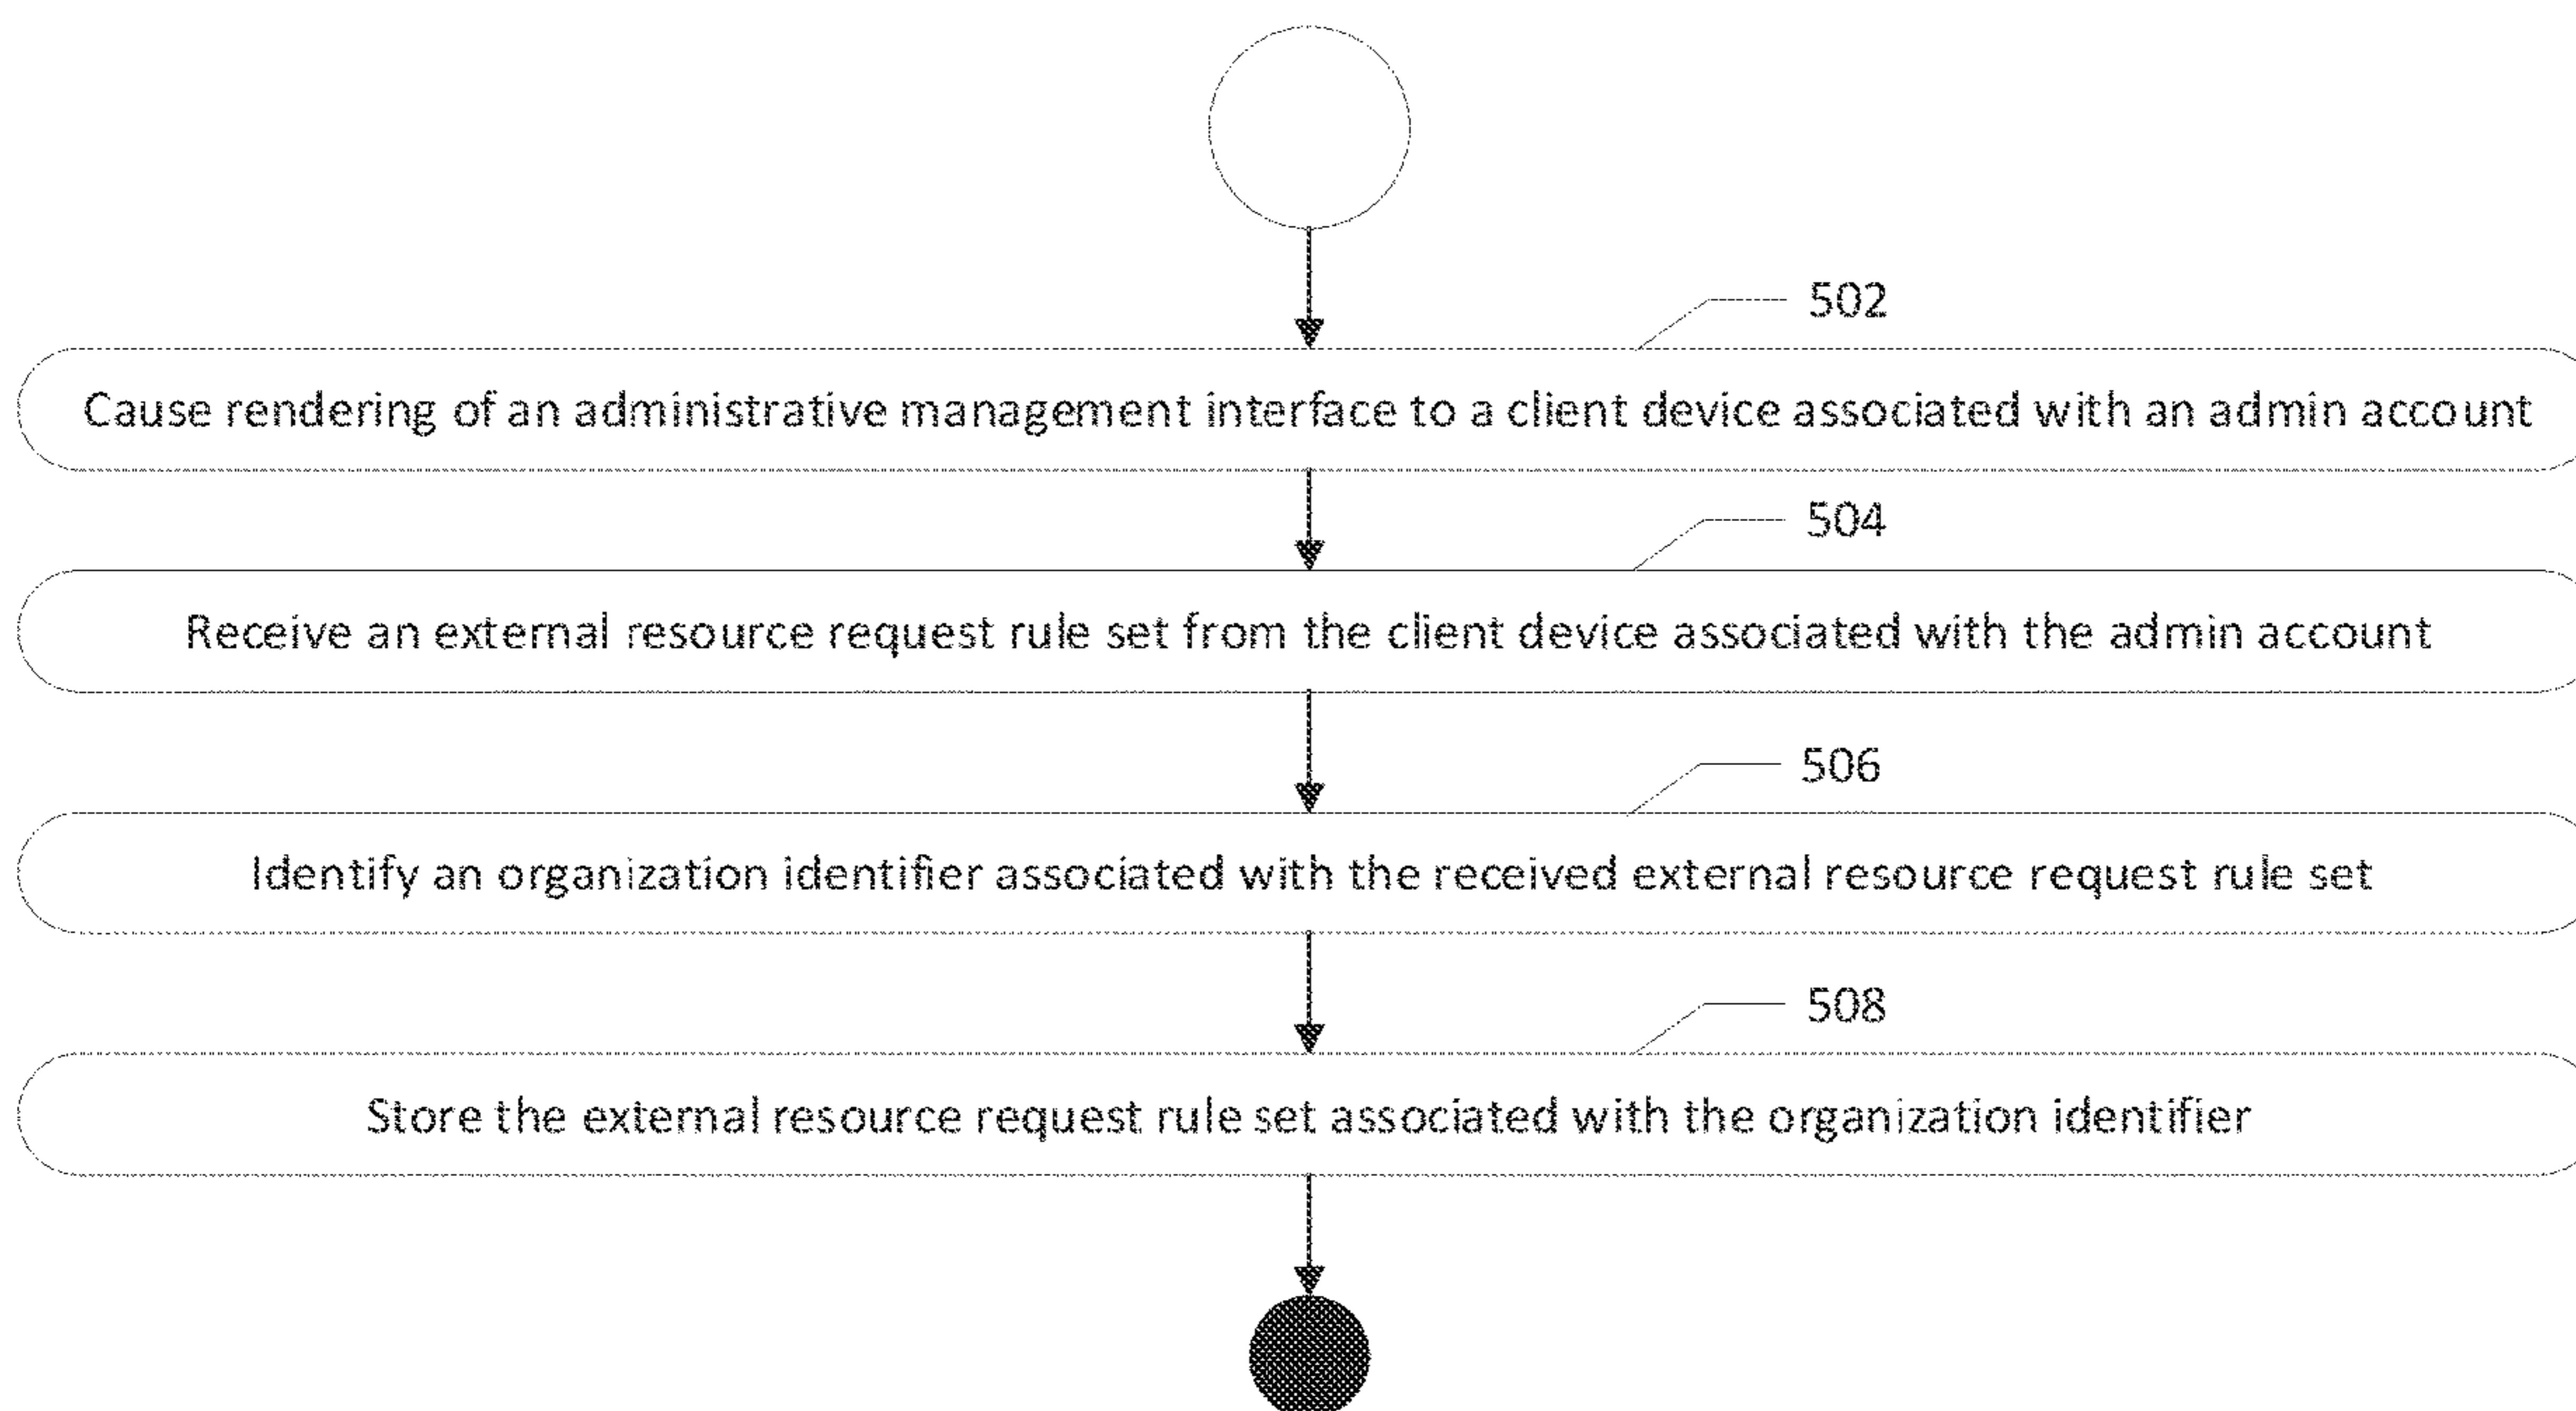 502
Cause rendering of an administrative management interface to a client device associated with an admin account
504
Receive an external resource request rule set from the client device associated with the admin account
506
Identify an organization identifier associated with the received external resource request rule set
508
Store the external resource request rule set associated with the organization identifier